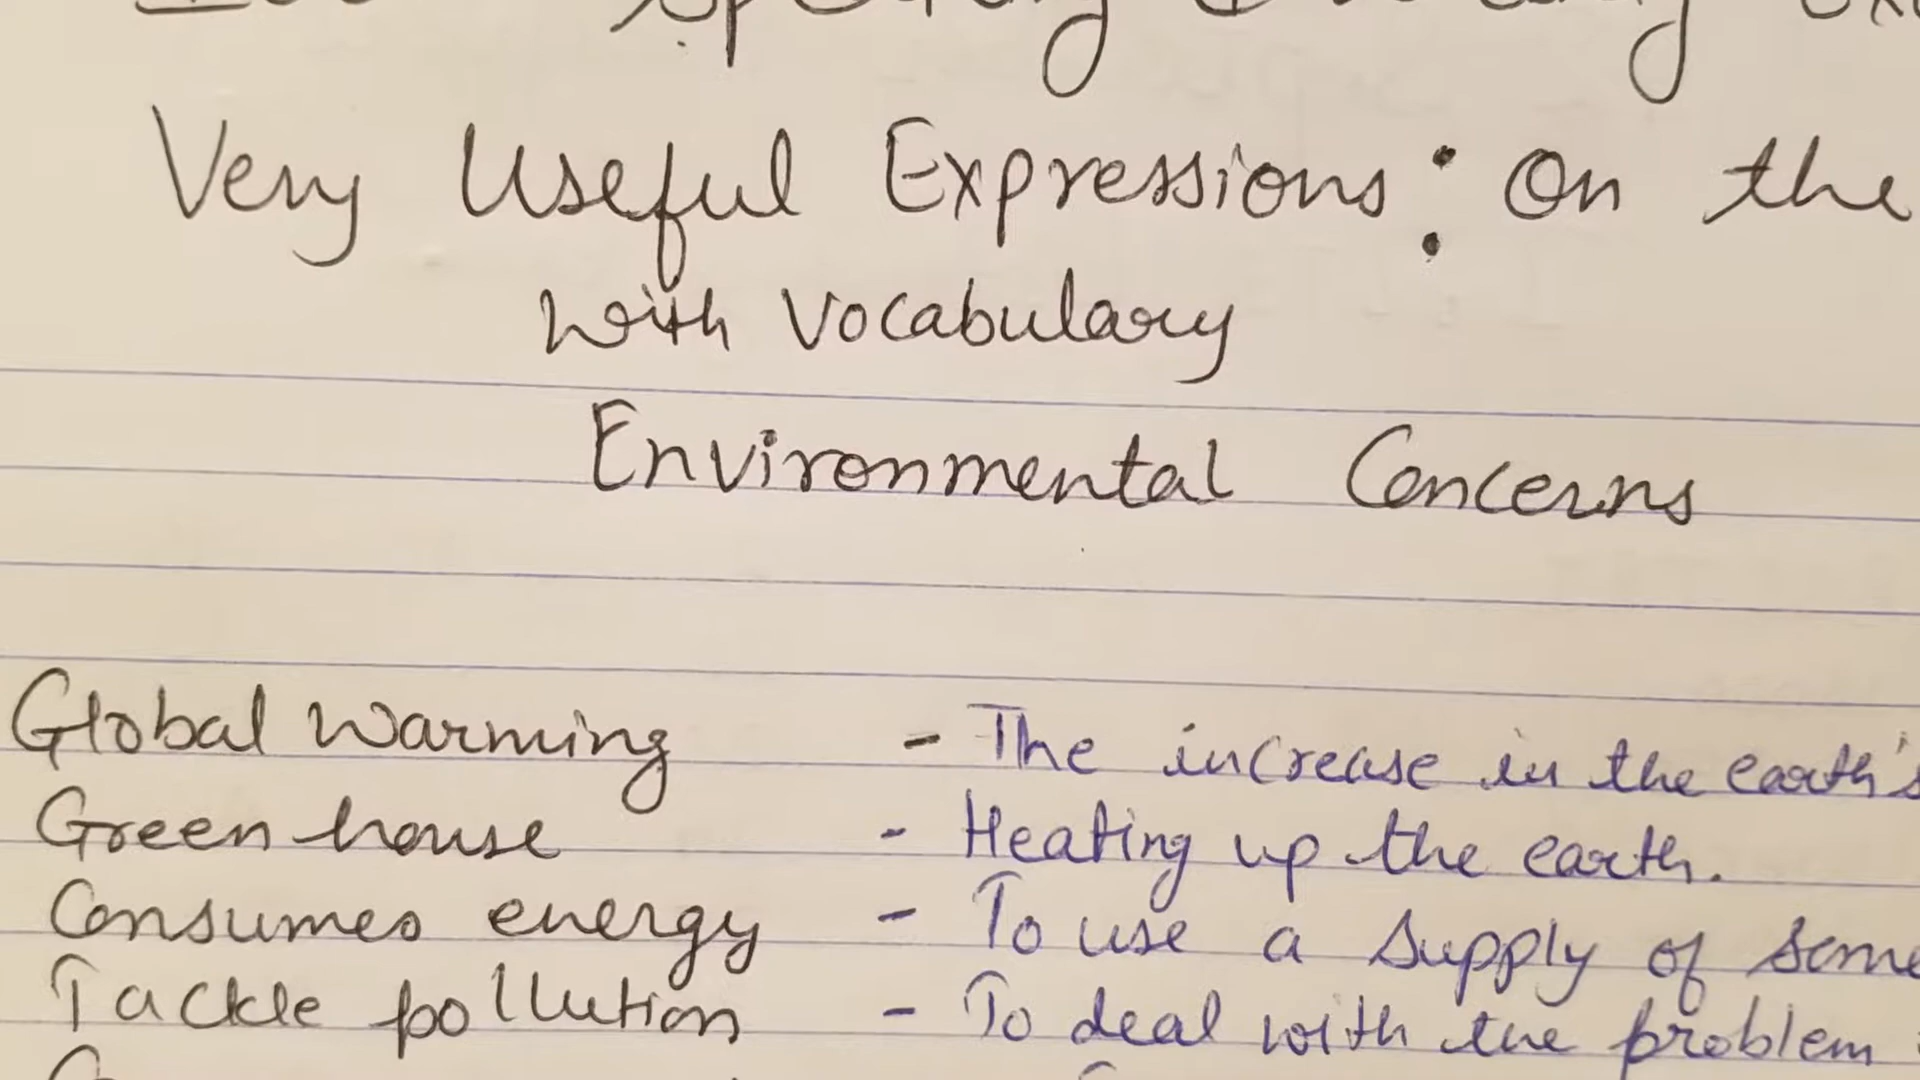 Very Useful Expressions: On the
with vocabulary
Environmental Concerns
Global Warming - The increase in the earth's
Green house - Heating up the earth.
Consumes energy - To use a supply of some
Tackle pollution - To deal with the problem